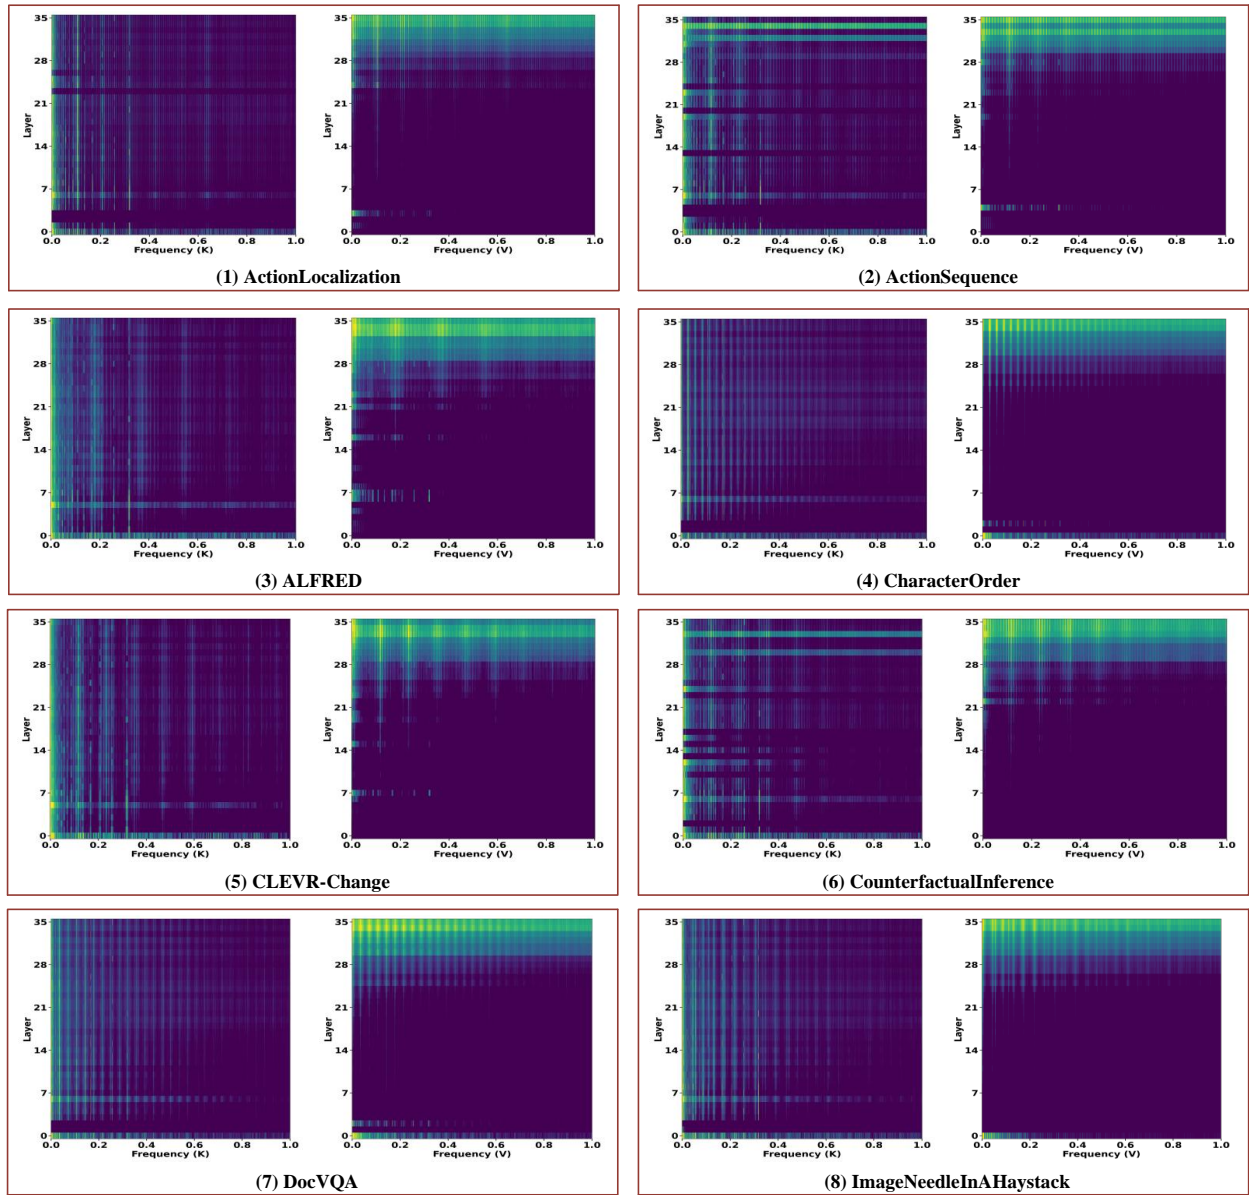 35
28
21
14
7
0
Layer
0.0 0.2 0.4 0.6 0.8 1.0
Frequency (K)
35
28
21
14
7
0
Layer
0.0 0.2 0.4 0.6 0.8 1.0
Frequency (V)
(1) ActionLocalization
35
28
21
14
7
0
Layer
0.0 0.2 0.4 0.6 0.8 1.0
Frequency (K)
35
28
21
14
7
0
Layer
0.0 0.2 0.4 0.6 0.8 1.0
Frequency (V)
(2) ActionSequence
35
28
21
14
7
0
Layer
0.0 0.2 0.4 0.6 0.8 1.0
Frequency (K)
35
28
21
14
7
0
Layer
0.0 0.2 0.4 0.6 0.8 1.0
Frequency (V)
(3) ALFRED
35
28
21
14
7
0
Layer
0.0 0.2 0.4 0.6 0.8 1.0
Frequency (K)
35
28
21
14
7
0
Layer
0.0 0.2 0.4 0.6 0.8 1.0
Frequency (V)
(4) CharacterOrder
35
28
21
14
7
0
Layer
0.0 0.2 0.4 0.6 0.8 1.0
Frequency (K)
35
28
21
14
7
0
Layer
0.0 0.2 0.4 0.6 0.8 1.0
Frequency (V)
(5) CLEVR-Change
35
28
21
14
7
0
Layer
0.0 0.2 0.4 0.6 0.8 1.0
Frequency (K)
35
28
21
14
7
0
Layer
0.0 0.2 0.4 0.6 0.8 1.0
Frequency (V)
(6) CounterfactualInference
35
28
21
14
7
0
Layer
0.0 0.2 0.4 0.6 0.8 1.0
Frequency (K)
35
28
21
14
7
0
Layer
0.0 0.2 0.4 0.6 0.8 1.0
Frequency (V)
(7) DocVQA
35
28
21
14
7
0
Layer
0.0 0.2 0.4 0.6 0.8 1.0
Frequency (K)
35
28
21
14
7
0
Layer
0.0 0.2 0.4 0.6 0.8 1.0
Frequency (V)
(8) ImageNeedleInAHaystack